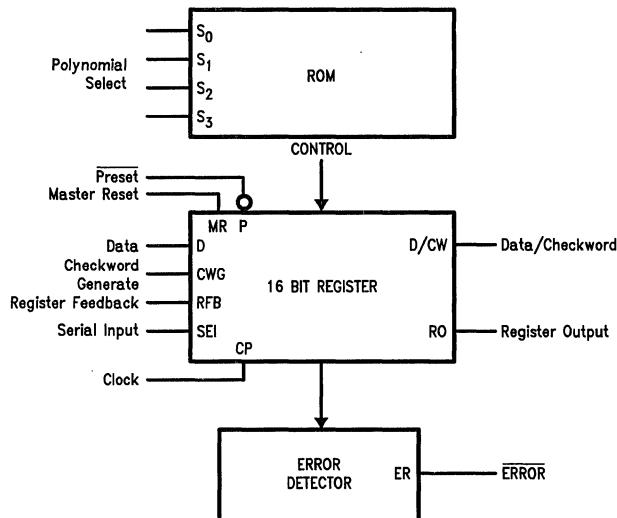 S0
Polynomial
Select
S1
S2
S3
ROM
CONTROL
Preset
Master Reset
MR P
Data
D
D/CW
Data/Checkword
Checkword
Generate
CWG
16 BIT REGISTER
Register Feedback
RFB
Serial Input
SEI
RO
Register Output
CP
Clock
ERROR
DETECTOR
ER
ERROR